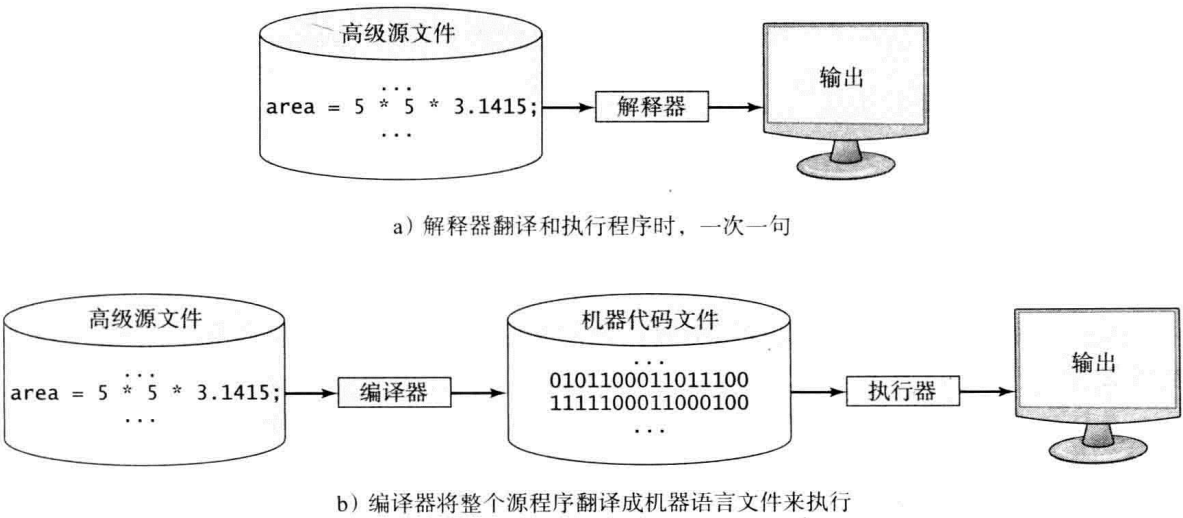 高级源文件
...
area = 5 * 5 * 3.1415;
...
解释器
输出
a）解释器翻译和执行程序时，一次一句
高级源文件
...
area = 5 * 5 * 3.1415;
...
编译器
机器代码文件
...
0101100011011100
1111100011000100
...
执行器
输出
b）编译器将整个源程序翻译成机器语言文件来执行